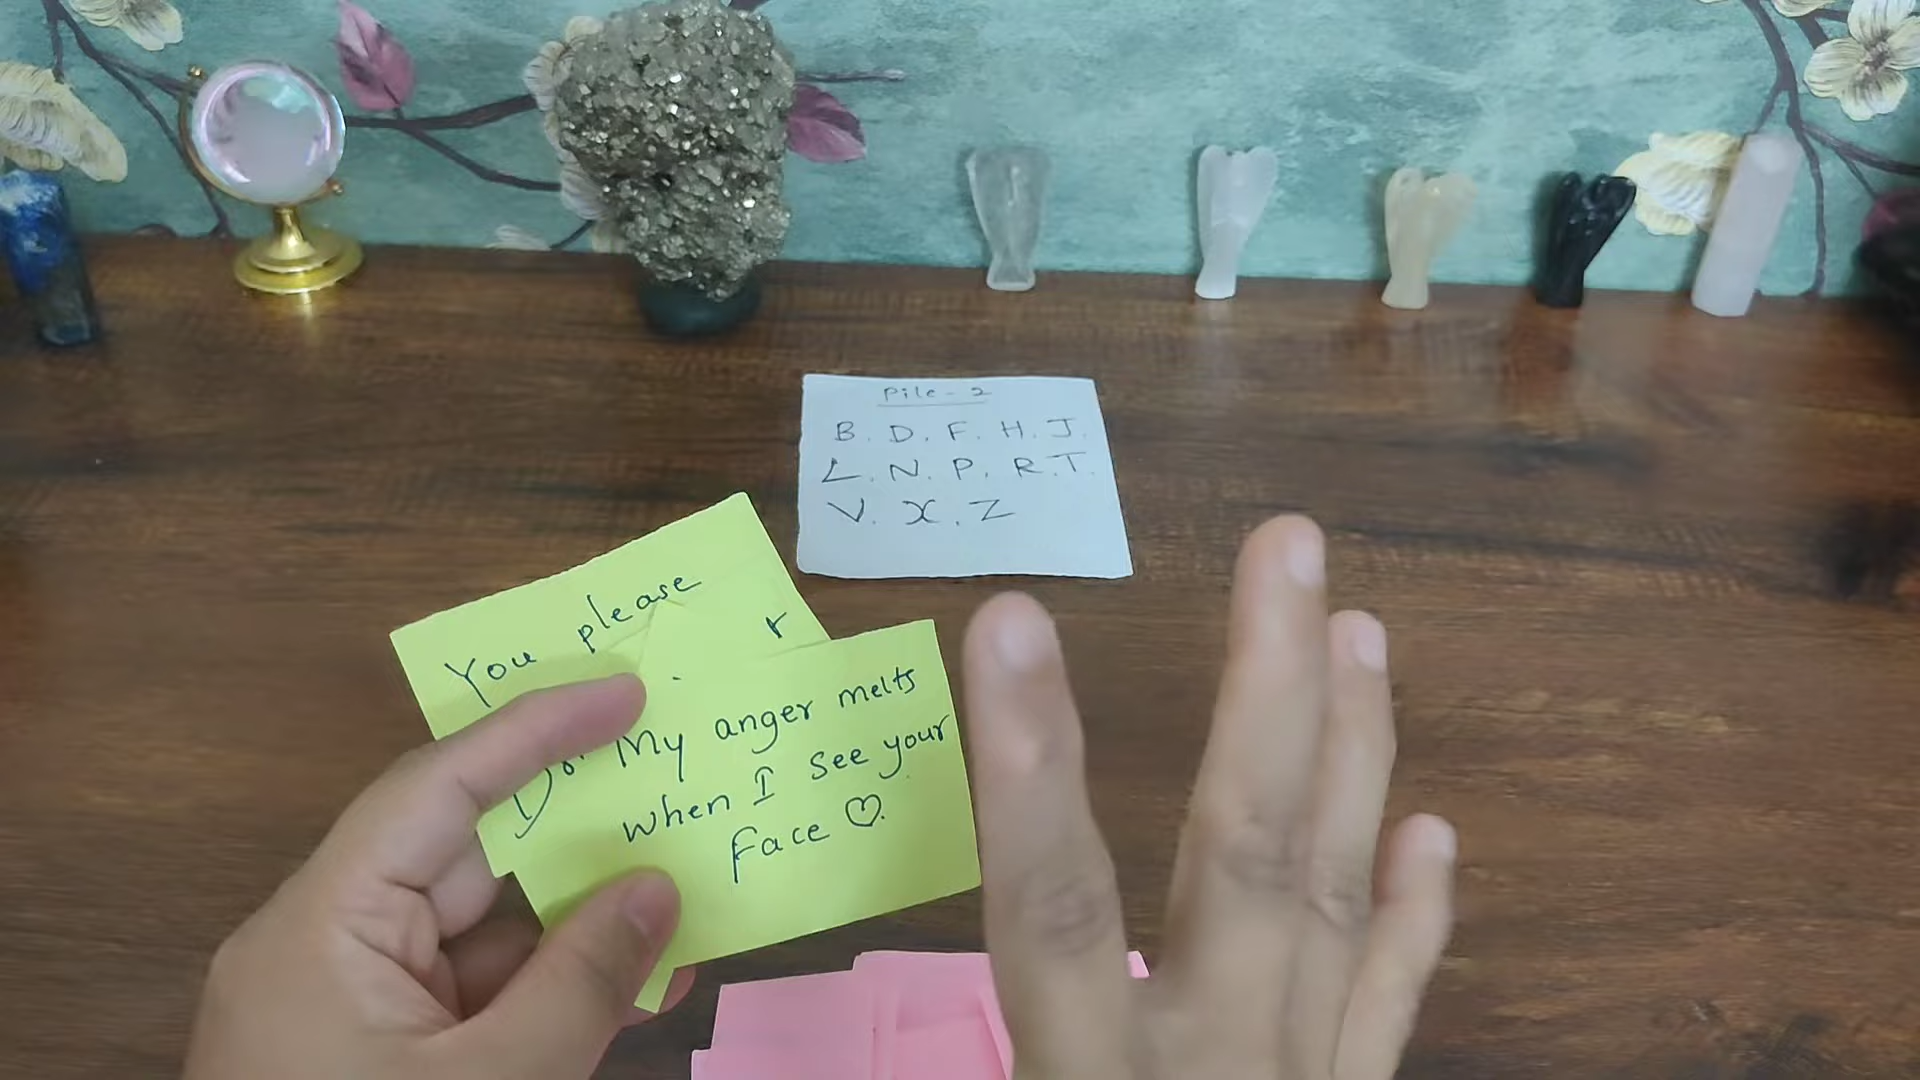 Pile - 2
B. D. F. H. J.
L. N. P. R. T.
V. X. Z
You please
r
My anger melts
when I see your
face ♡.